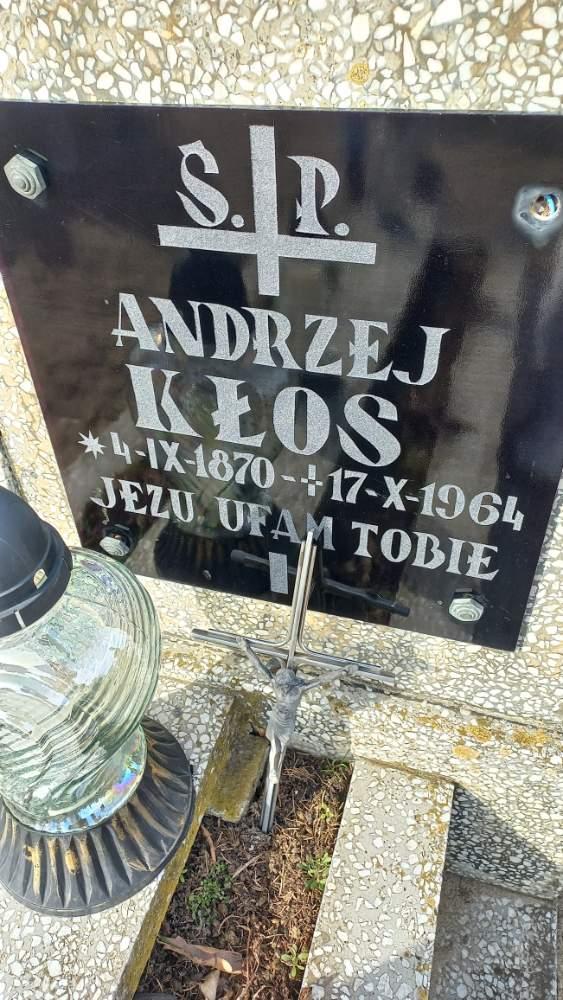 Ś. P.
ANDRZEJ
KŁOS
* 4-IX-1870 - + 17-X-1964
JEZU UFAM TOBIE